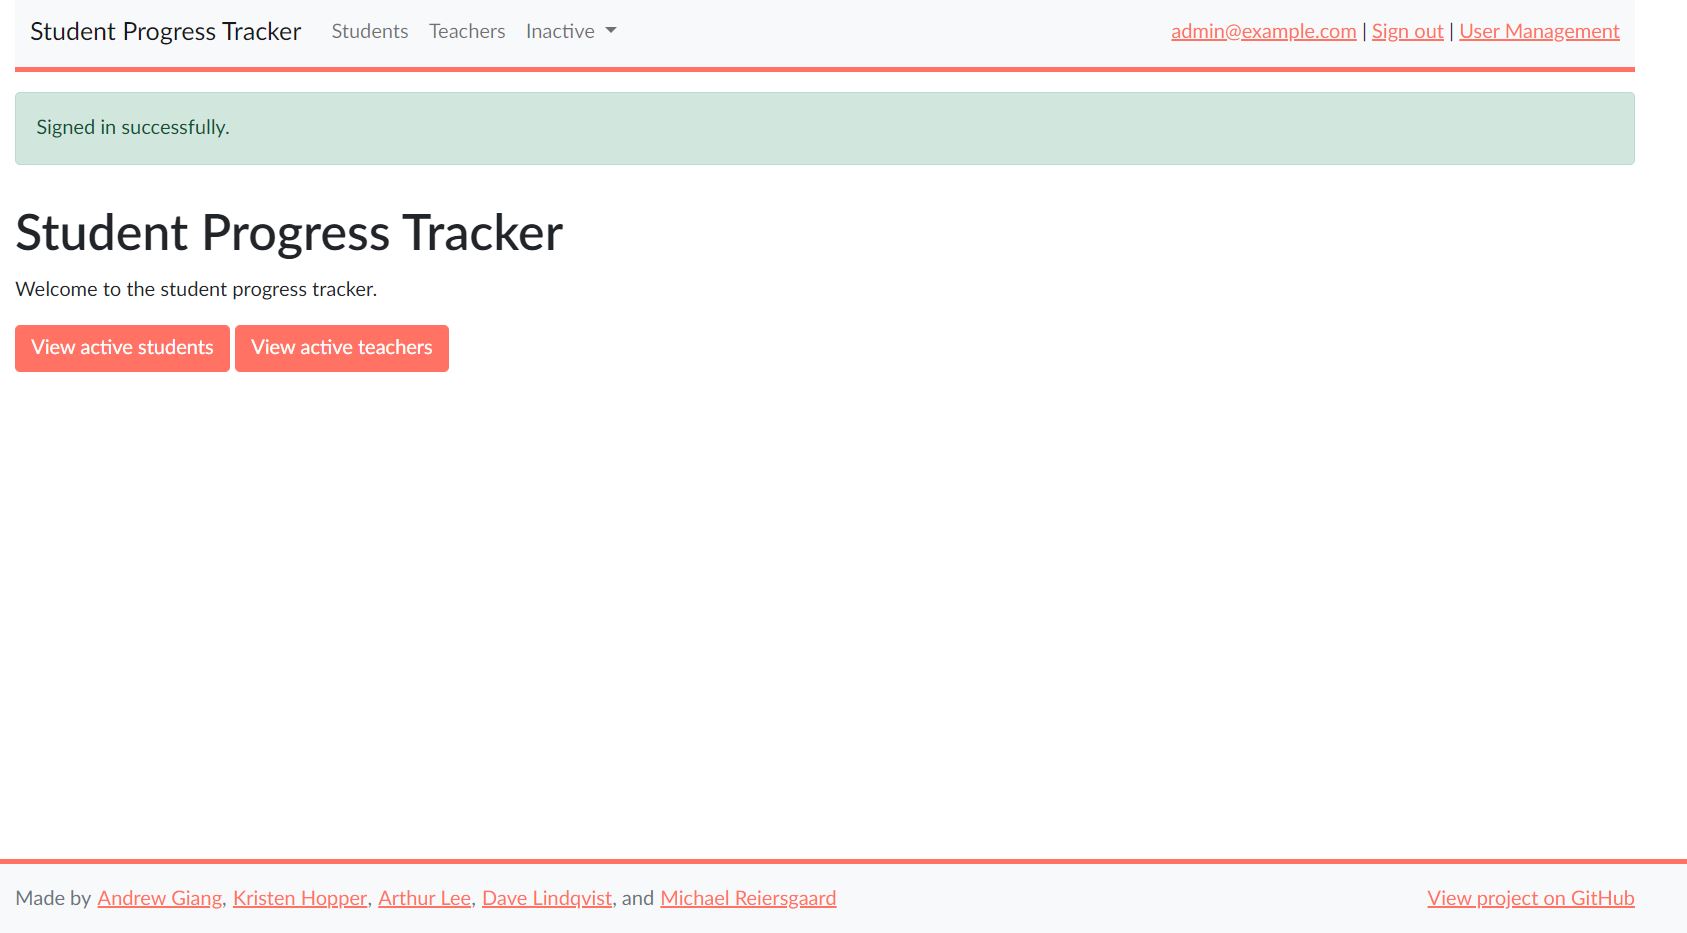 Student Progress Tracker Students Teachers Inactive admin@example.com | Sign out | User Management
Signed in successfully.
Student Progress Tracker
Welcome to the student progress tracker.
View active students View active teachers
Made by Andrew Giang, Kristen Hopper, Arthur Lee, Dave Lindqvist, and Michael Reiersgaard View project on GitHub